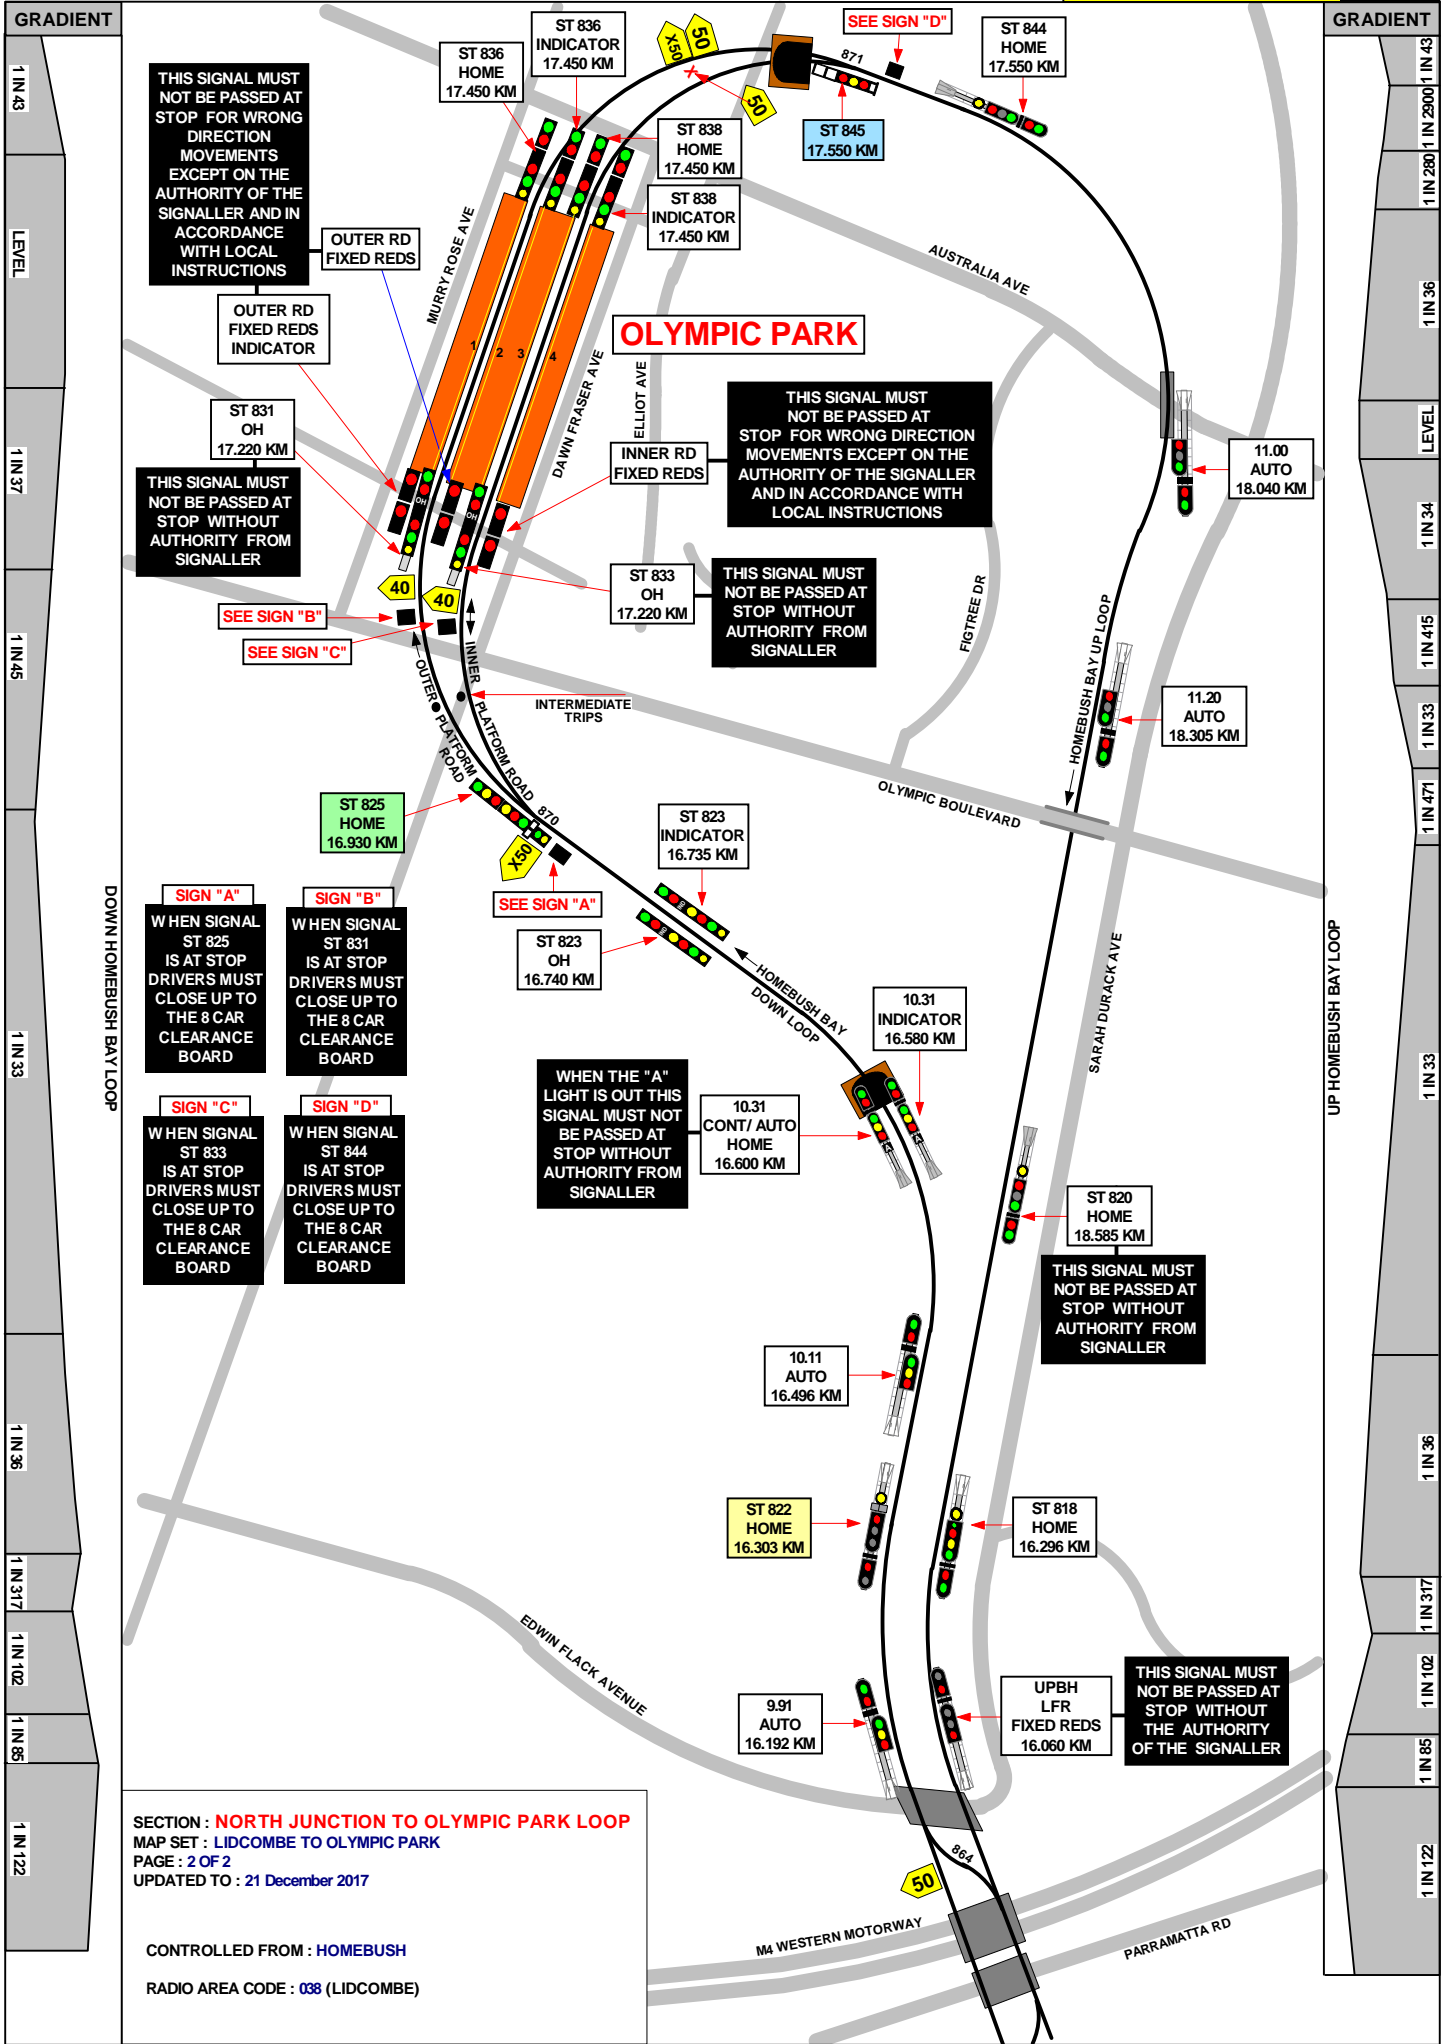 GRADIENT
GRADIENT
1 IN 43
LEVEL
1 IN 37
1 IN 45
1 IN 33
1 IN 36
1 IN 317
1 IN 102
1 IN 85
1 IN 122
DOWN HOMEBUSH BAY LOOP
THIS SIGNAL MUST
NOT BE PASSED AT
STOP FOR WRONG
DIRECTION
MOVEMENTS
EXCEPT ON THE
AUTHORITY OF THE
SIGNALLER AND IN
ACCORDANCE
WITH LOCAL
INSTRUCTIONS
ST 836
HOME
17.450 KM
ST 836
INDICATOR
17.450 KM
X50
50
50
SEE SIGN "D"
871
ST 844
HOME
17.550 KM
ST 845
17.550 KM
ST 838
HOME
17.450 KM
ST 838
INDICATOR
17.450 KM
OUTER RD
FIXED REDS
OUTER RD
FIXED REDS
INDICATOR
MURRY ROSE AVE
AUSTRALIA AVE
OLYMPIC PARK
1
2
3
4
DAWN FRASER AVE
ELLIOT AVE
ST 831
OH
17.220 KM
THIS SIGNAL MUST
NOT BE PASSED AT
STOP WITHOUT
AUTHORITY FROM
SIGNALLER
OH
OH
INNER RD
FIXED REDS
THIS SIGNAL MUST
NOT BE PASSED AT
STOP FOR WRONG DIRECTION
MOVEMENTS EXCEPT ON THE
AUTHORITY OF THE SIGNALLER
AND IN ACCORDANCE WITH
LOCAL INSTRUCTIONS
11.00
AUTO
18.040 KM
40
40
ST 833
OH
17.220 KM
THIS SIGNAL MUST
NOT BE PASSED AT
STOP WITHOUT
AUTHORITY FROM
SIGNALLER
FIGTREE DR
SEE SIGN "B"
SEE SIGN "C"
OUTER
PLATFORM
ROAD
INNER
PLATFORM ROAD
INTERMEDIATE
TRIPS
HOMEBUSH BAY UP LOOP
11.20
AUTO
18.305 KM
OLYMPIC BOULEVARD
ST 825
HOME
16.930 KM
870
X50
SEE SIGN "A"
ST 823
INDICATOR
16.735 KM
IND
IND
ST 823
OH
16.740 KM
HOMEBUSH BAY
DOWN LOOP
SIGN "A"
WHEN SIGNAL
ST 825
IS AT STOP
DRIVERS MUST
CLOSE UP TO
THE 8 CAR
CLEARANCE
BOARD
SIGN "B"
WHEN SIGNAL
ST 831
IS AT STOP
DRIVERS MUST
CLOSE UP TO
THE 8 CAR
CLEARANCE
BOARD
SIGN "C"
WHEN SIGNAL
ST 833
IS AT STOP
DRIVERS MUST
CLOSE UP TO
THE 8 CAR
CLEARANCE
BOARD
SIGN "D"
WHEN SIGNAL
ST 844
IS AT STOP
DRIVERS MUST
CLOSE UP TO
THE 8 CAR
CLEARANCE
BOARD
10.31
INDICATOR
16.580 KM
WHEN THE "A"
LIGHT IS OUT THIS
SIGNAL MUST NOT
BE PASSED AT
STOP WITHOUT
AUTHORITY FROM
SIGNALLER
10.31
CONT/ AUTO
HOME
16.600 KM
A
A
SARAH DURACK AVE
ST 820
HOME
18.585 KM
THIS SIGNAL MUST
NOT BE PASSED AT
STOP WITHOUT
AUTHORITY FROM
SIGNALLER
10.11
AUTO
16.496 KM
ST 822
HOME
16.303 KM
ST 818
HOME
16.296 KM
EDWIN FLACK AVENUE
9.91
AUTO
16.192 KM
UPBH
LFR
FIXED REDS
16.060 KM
THIS SIGNAL MUST
NOT BE PASSED AT
STOP WITHOUT
THE AUTHORITY
OF THE SIGNALLER
864
50
M4 WESTERN MOTORWAY
PARRAMATTA RD
SECTION : NORTH JUNCTION TO OLYMPIC PARK LOOP
MAP SET : LIDCOMBE TO OLYMPIC PARK
PAGE : 2 OF 2
UPDATED TO : 21 December 2017
CONTROLLED FROM : HOMEBUSH
RADIO AREA CODE : 038 (LIDCOMBE)
UP HOMEBUSH BAY LOOP
1 IN 43
1 IN 2900
1 IN 280
1 IN 36
LEVEL
1 IN 34
1 IN 415
1 IN 33
1 IN 471
1 IN 33
1 IN 36
1 IN 317
1 IN 102
1 IN 85
1 IN 122